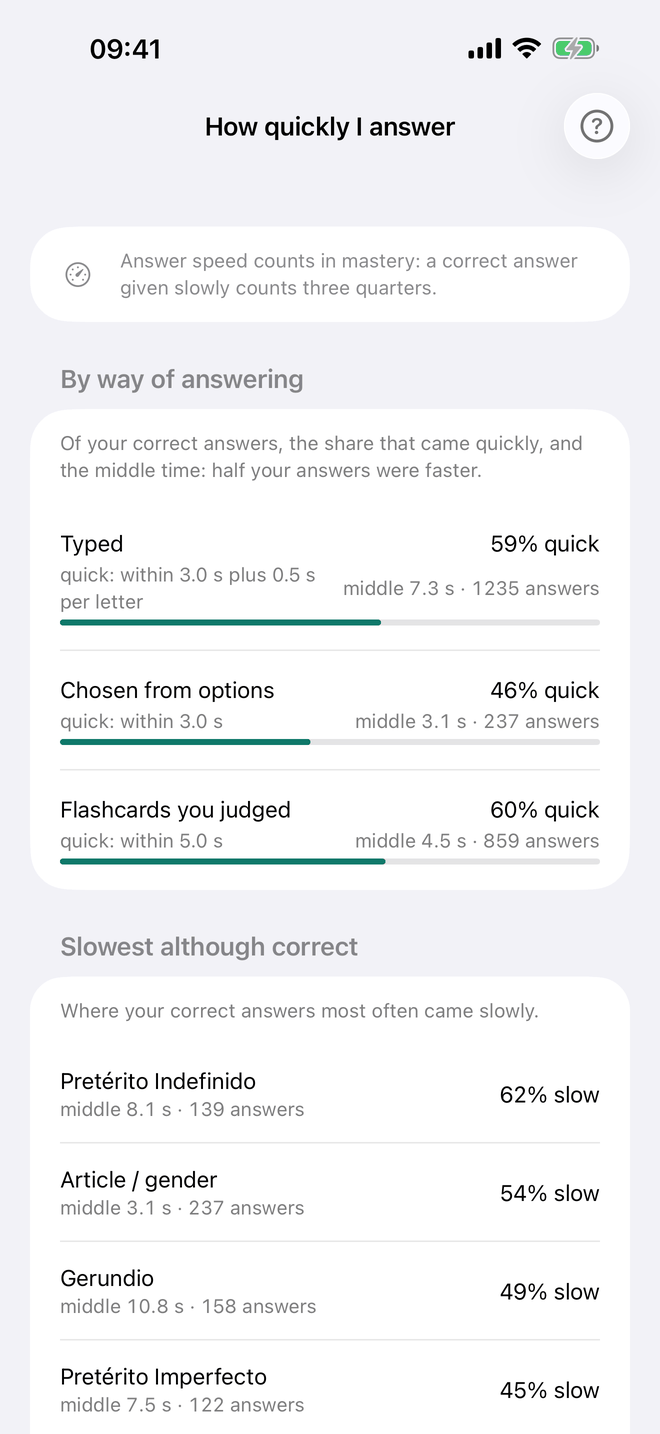 09:41
How quickly I answer
Answer speed counts in mastery: a correct answer
given slowly counts three quarters.
By way of answering
Of your correct answers, the share that came quickly, and
the middle time: half your answers were faster.
Typed
59% quick
quick: within 3.0 s plus 0.5 s
per letter
middle 7.3 s · 1235 answers
Chosen from options
46% quick
quick: within 3.0 s
middle 3.1 s · 237 answers
Flashcards you judged
60% quick
quick: within 5.0 s
middle 4.5 s · 859 answers
Slowest although correct
Where your correct answers most often came slowly.
Pretérito Indefinido
62% slow
middle 8.1 s · 139 answers
Article / gender
54% slow
middle 3.1 s · 237 answers
Gerundio
49% slow
middle 10.8 s · 158 answers
Pretérito Imperfecto
45% slow
middle 7.5 s · 122 answers